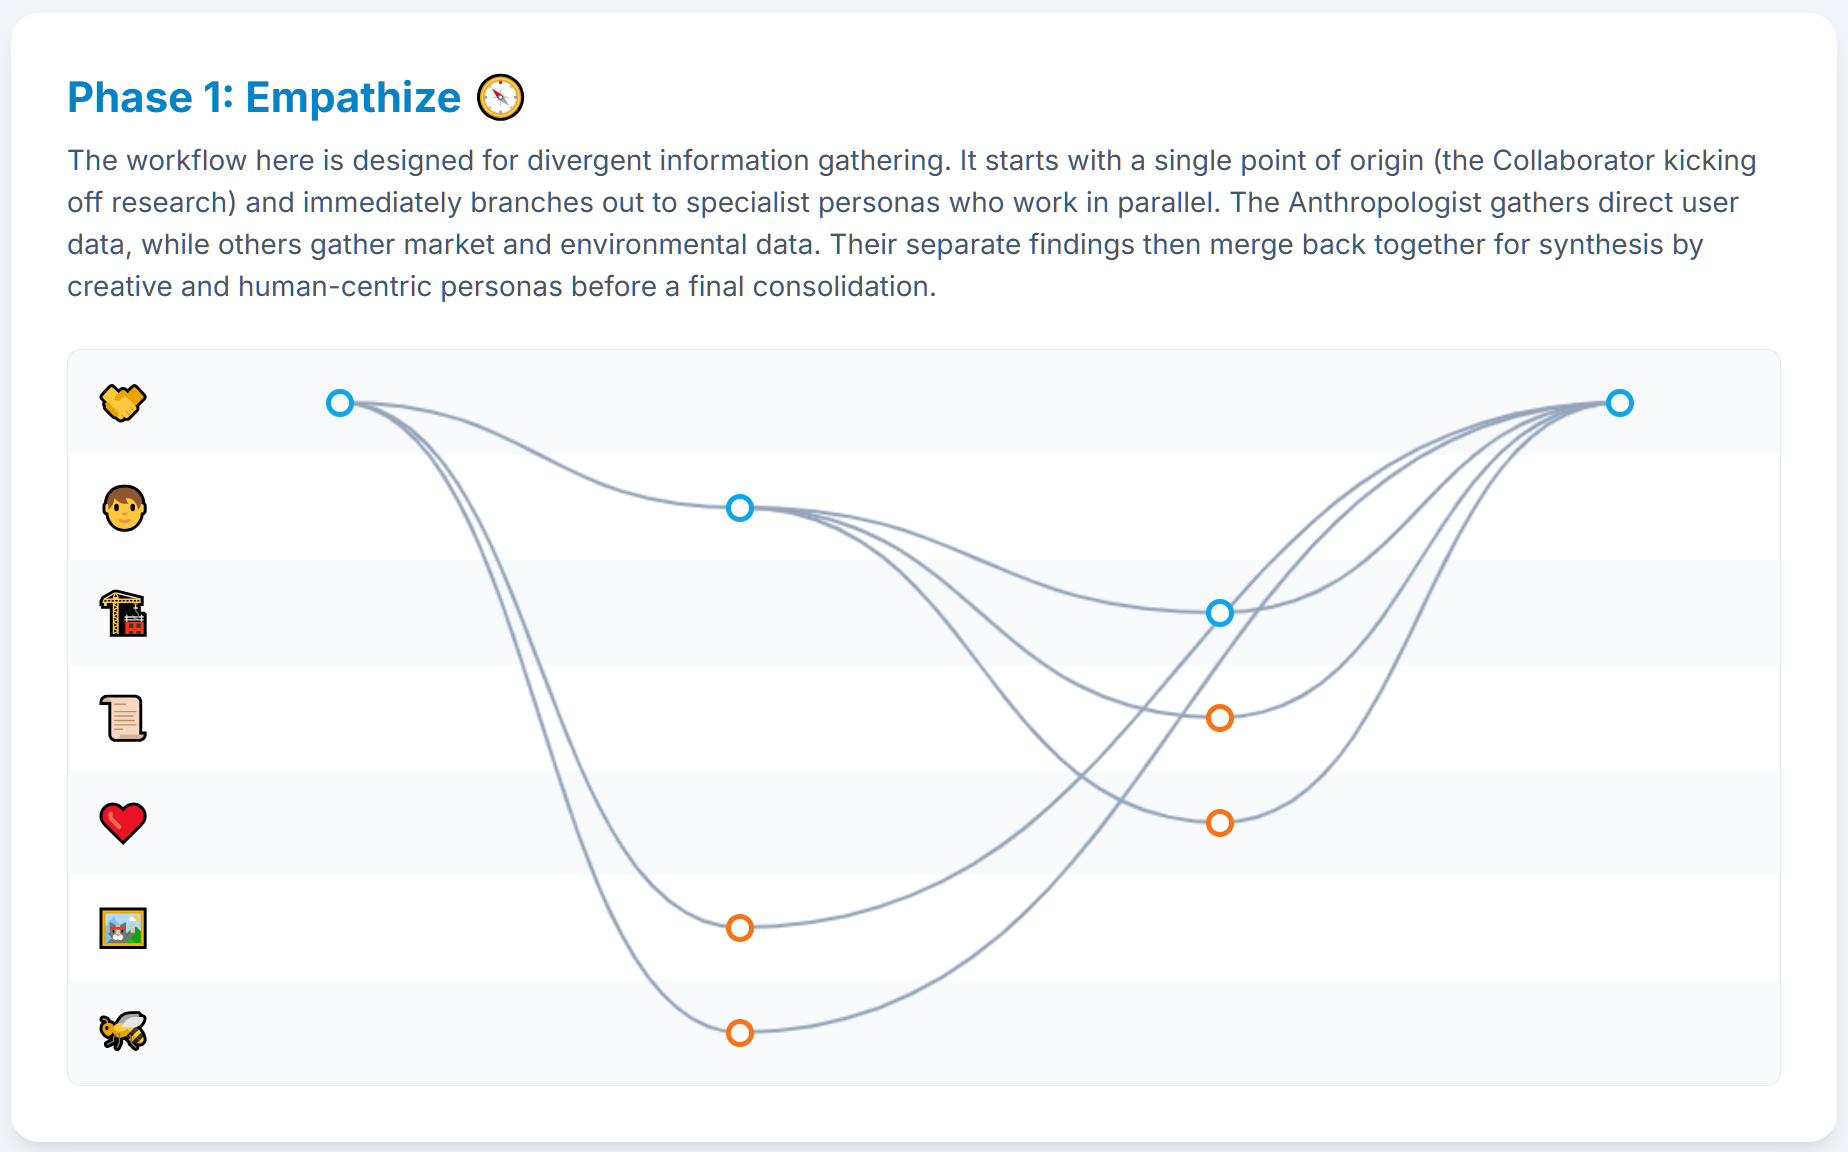 Phase 1: Empathize 🧭
The workflow here is designed for divergent information gathering. It starts with a single point of origin (the Collaborator kicking
off research) and immediately branches out to specialist personas who work in parallel. The Anthropologist gathers direct user
data, while others gather market and environmental data. Their separate findings then merge back together for synthesis by
creative and human-centric personas before a final consolidation.